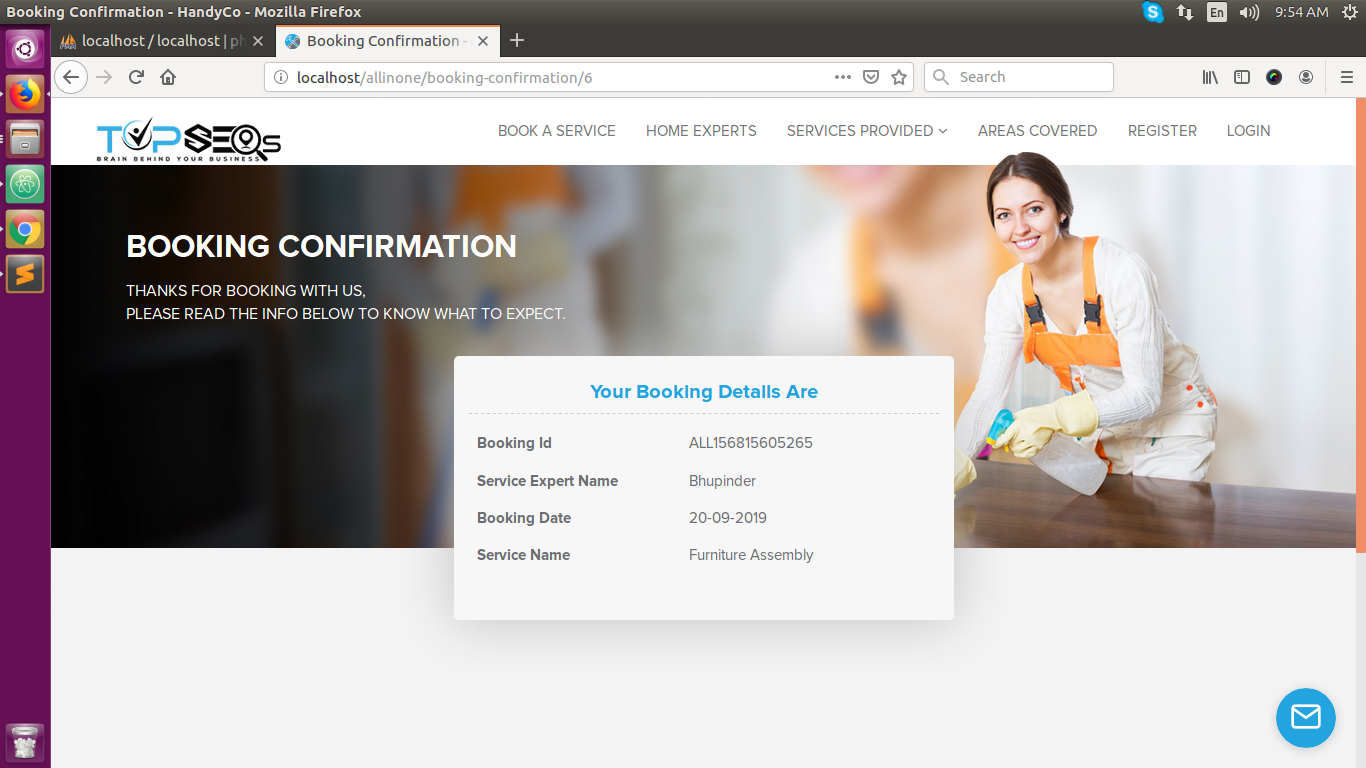 Booking Confirmation - HandyCo - Mozilla Firefox
En
9:54 AM
localhost / localhost | ph
Booking Confirmation -
localhost/allinone/booking-confirmation/6
Search
TOPSEOs
BRAIN BEHIND YOUR BUSINESS
BOOK A SERVICE
HOME EXPERTS
SERVICES PROVIDED
AREAS COVERED
REGISTER
LOGIN
BOOKING CONFIRMATION
THANKS FOR BOOKING WITH US,
PLEASE READ THE INFO BELOW TO KNOW WHAT TO EXPECT.
Your Booking Details Are
Booking Id ALL156815605265
Service Expert Name Bhupinder
Booking Date 20-09-2019
Service Name Furniture Assembly